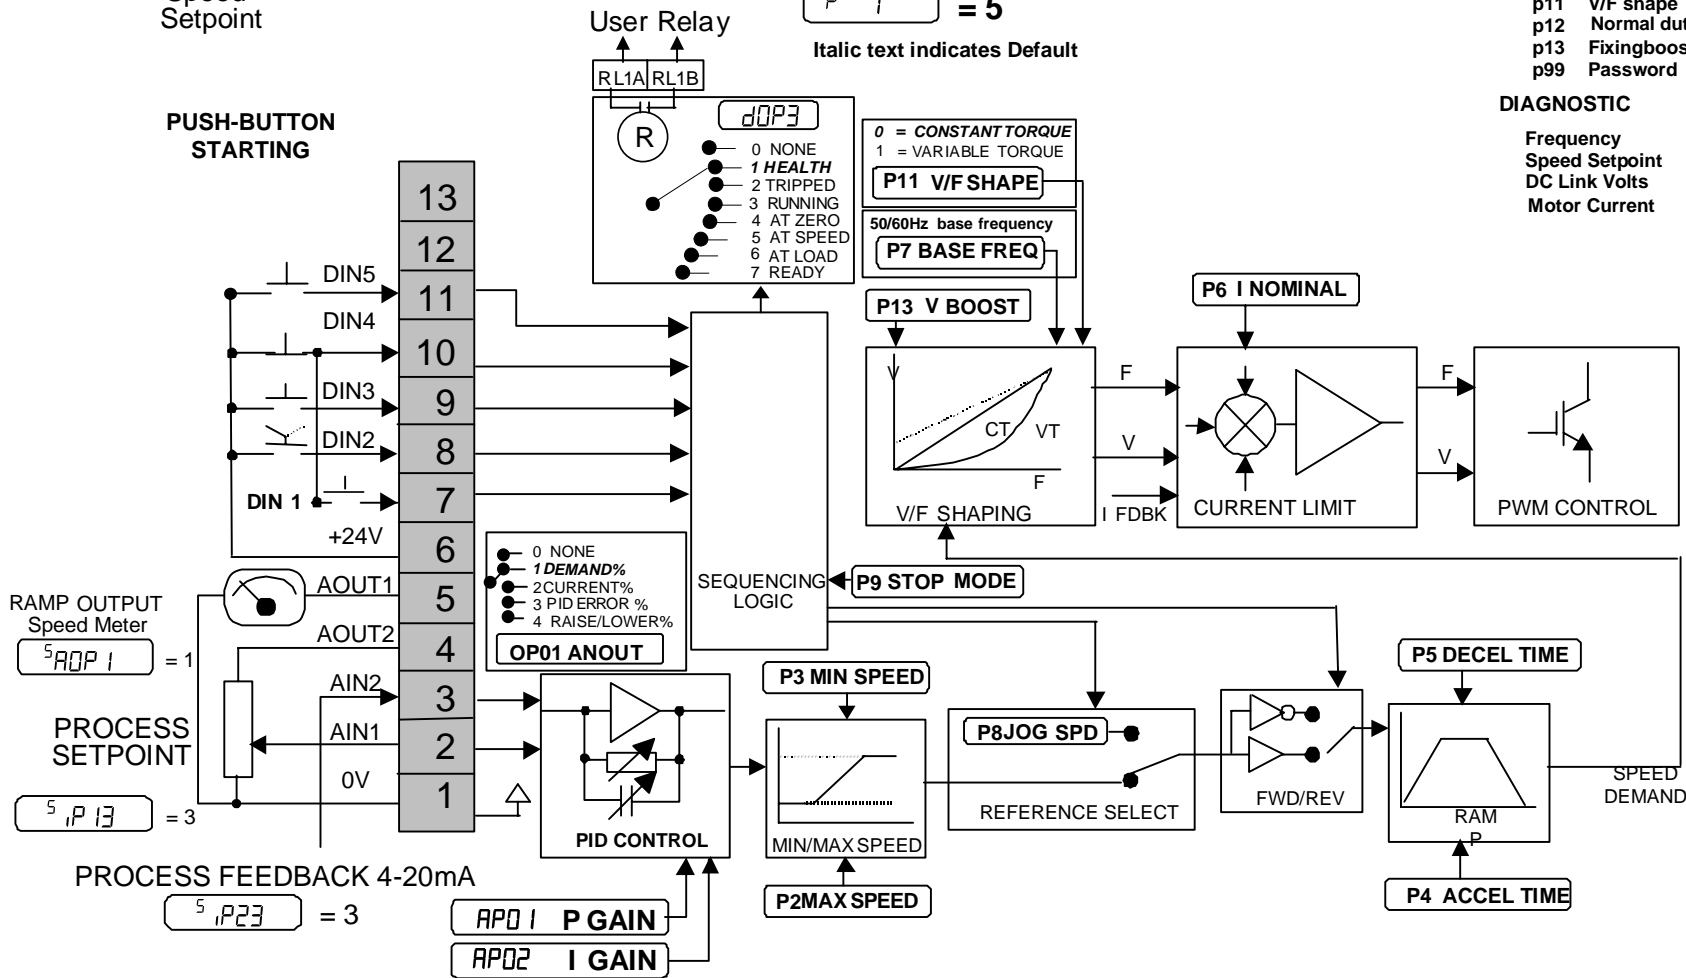 Setpoint
= 5
Italic text indicates Default
p11 V/F shape
p12 Normal
p13
p99 Password
DIAGNOSTIC
Frequency
Speed Setpoint
DC Link Volts
Motor Current
User Relay
RL1A RL1B
R
dOP3
0 NONE
1 HEALTH
2 TRIPPED
3 RUNNING
4 AT ZERO
5 AT SPEED
6 AT LOAD
7 READY
0 = CONSTANT TORQUE
1 = VARIABLE TORQUE
P11 V/F SHAPE
50/60Hz base frequency
P7 BASE FREQ
P13 V BOOST
P6 I NOMINAL
PUSH-BUTTON
STARTING
13
12
11
10
9
8
7
6
5
4
3
2
1
DIN5
DIN4
DIN3
DIN2
DIN 1
+24V
AOUT1
AOUT2
AIN2
AIN1
0V
RAMP OUTPUT
Speed Meter
SAOP1 = 1
PROCESS
SETPOINT
S iP13 = 3
PROCESS FEEDBACK 4-20mA
S iP23 = 3
0 NONE
1 DEMAND%
2 CURRENT%
3 PID ERROR %
4 RAISE/LOWER%
OP01 ANOUT
SEQUENCING
LOGIC
P9 STOP MODE
V
CT
VT
F
V/F SHAPING
F
V
I FDBK
CURRENT LIMIT
F
V
PWM CONTROL
PID CONTROL
AP01 P GAIN
AP02 I GAIN
P3 MIN SPEED
MIN/MAX SPEED
P2MAX SPEED
P8JOG SPD
REFERENCE SELECT
FWD/REV
P5 DECEL TIME
RAM
P
P4 ACCEL TIME
SPEED
DEMAND